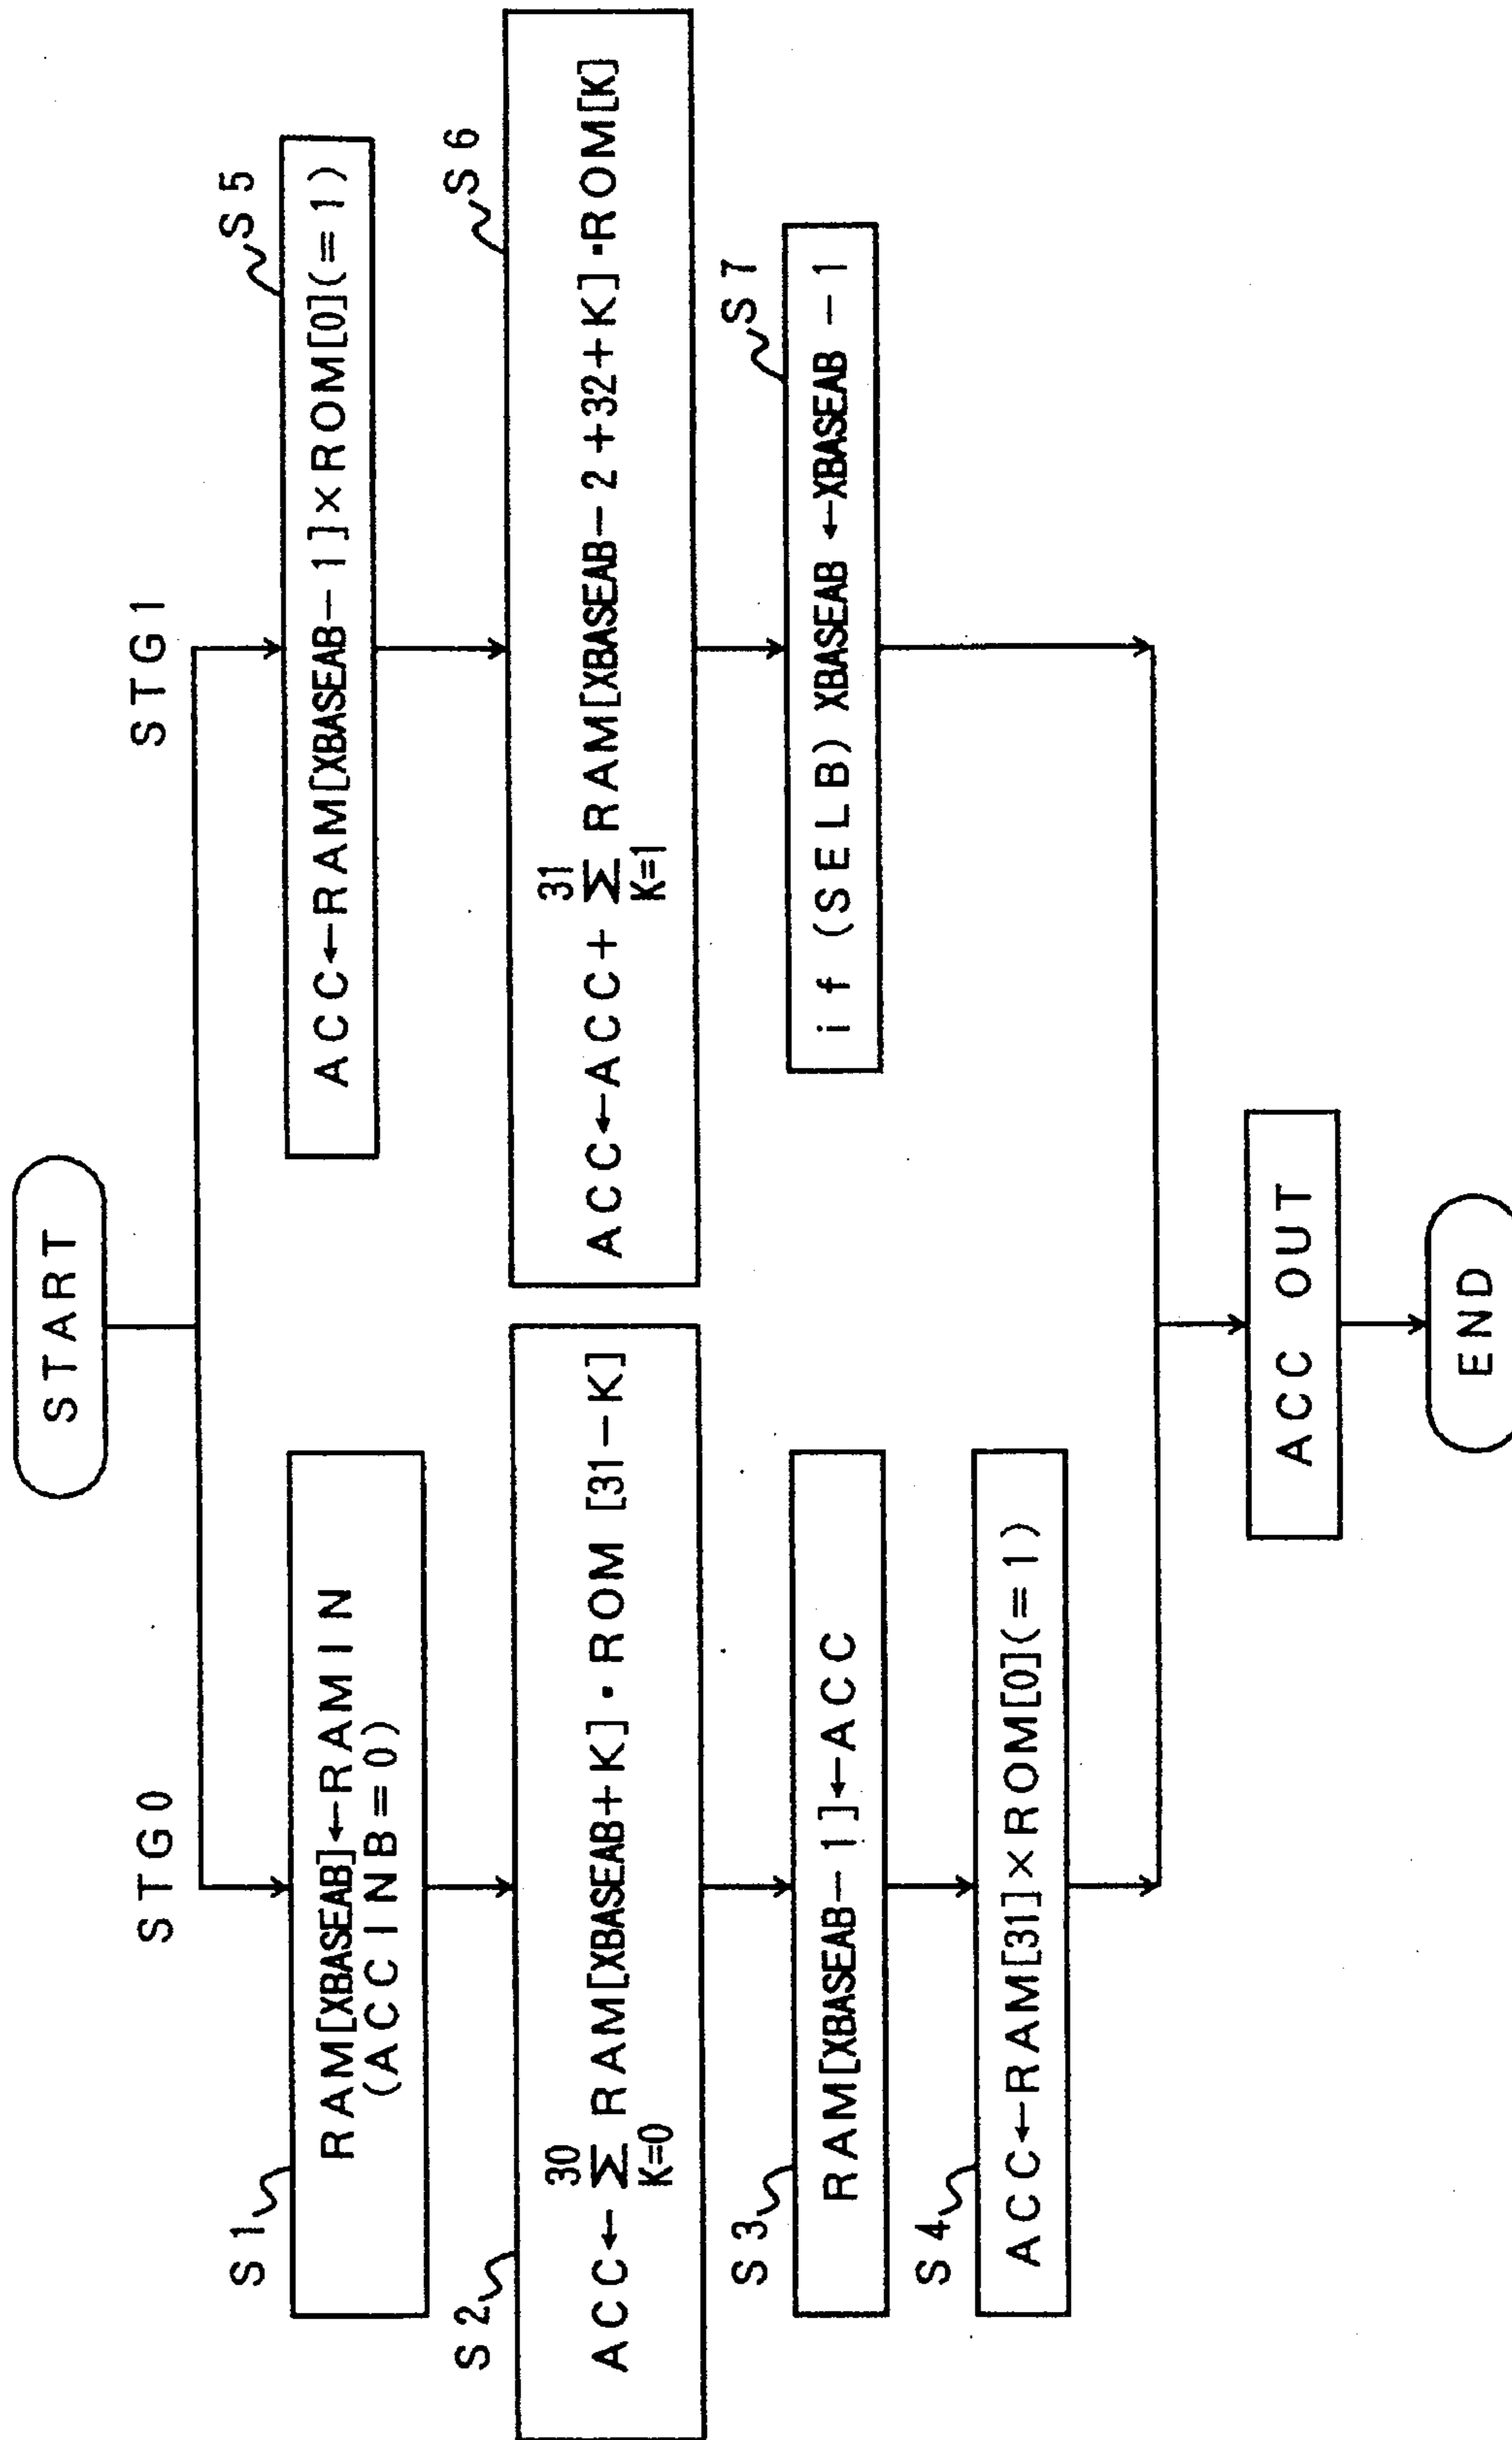 START
STG0
S1
RAM[XBASEAB]←RAMIN
(ACCINB=0)
S2
30
ACC← Σ RAM[XBASEAB+K]·ROM[31−K]
K=0
S3
RAM[XBASEAB−1]←ACC
S4
ACC←RAM[31]×ROM[0](=1)
STG1
S5
ACC←RAM[XBASEAB−1]×ROM[0](=1)
S6
31
ACC←ACC+ Σ RAM[XBASEAB−2+32+K]·ROM[K]
K=1
S7
if (SELB) XBASEAB ←XBASEAB −1
ACC OUT
END